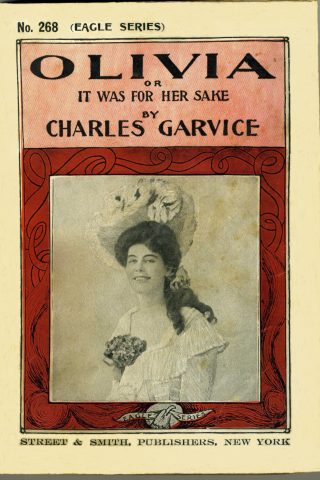 No. 268 (EAGLE SERIES)
OLIVIA
OR
IT WAS FOR HER SAKE
BY
CHARLES GARVICE
EAGLE SERIES
STREET & SMITH, PUBLISHERS, NEW YORK